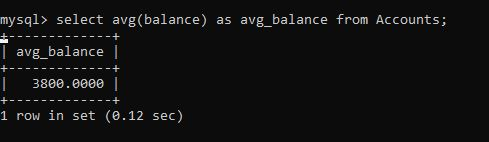 mysql> select avg(balance) as avg_balance from Accounts;
+-------------+
| avg_balance |
+-------------+
|   3800.0000 |
+-------------+
1 row in set (0.12 sec)